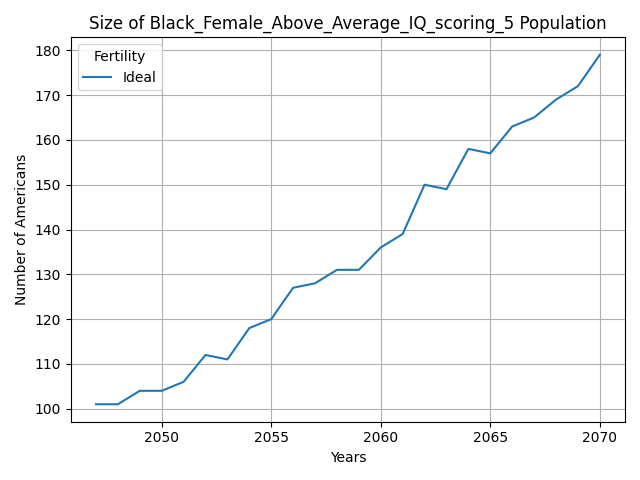 Size of Black_Female_Above_Average_IQ_scoring_5 Population
Fertility
Ideal
Number of Americans
180
170
160
150
140
130
120
110
100
2050 2055 2060 2065 2070
Years